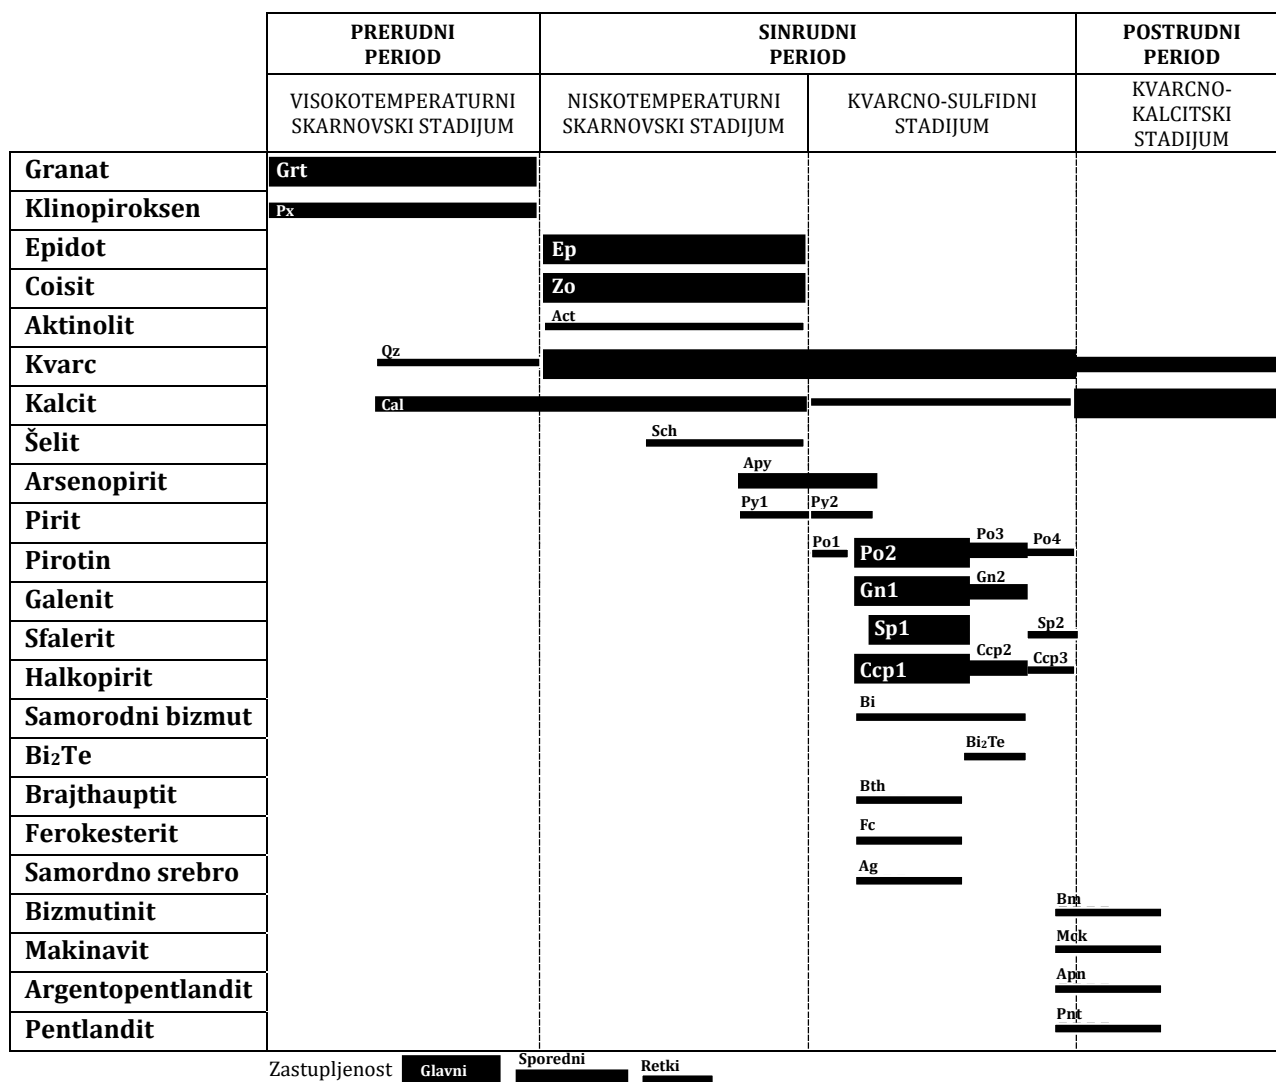 PRERUDNI
PERIOD
SINRUDNI
PERIOD
POSTRUDNI
PERIOD
VISOKOTEMPERATURNI
SKARNOVSKI STADIJUM
NISKOTEMPERATURNI
SKARNOVSKI STADIJUM
KVARCNO-SULFIDNI
STADIJUM
KVARCNO-
KALCITSKI
STADIJUM
Granat
Grt
Klinopiroksen
Px
Epidot
Ep
Coisit
Zo
Aktinolit
Act
Kvarc
Qz
Kalcit
Cal
Šelit
Sch
Arsenopirit
Apy
Pirit
Py1 Py2
Pirotin
Po1 Po2 Po3 Po4
Galenit
Gn1 Gn2
Sfalerit
Sp1 Sp2
Halkopirit
Ccp1 Ccp2 Ccp3
Samorodni bizmut
Bi
Bi₂Te
Bi₂Te
Brajthauptit
Bth
Ferokesterit
Fc
Samordno srebro
Ag
Bizmutinit
Bm
Makinavit
Mck
Argentopentlandit
Apn
Pentlandit
Pnt
Zastupljenost Glavni Sporedni Retki